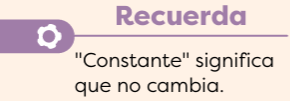 Recuerda
"Constante" significa
que no cambia.